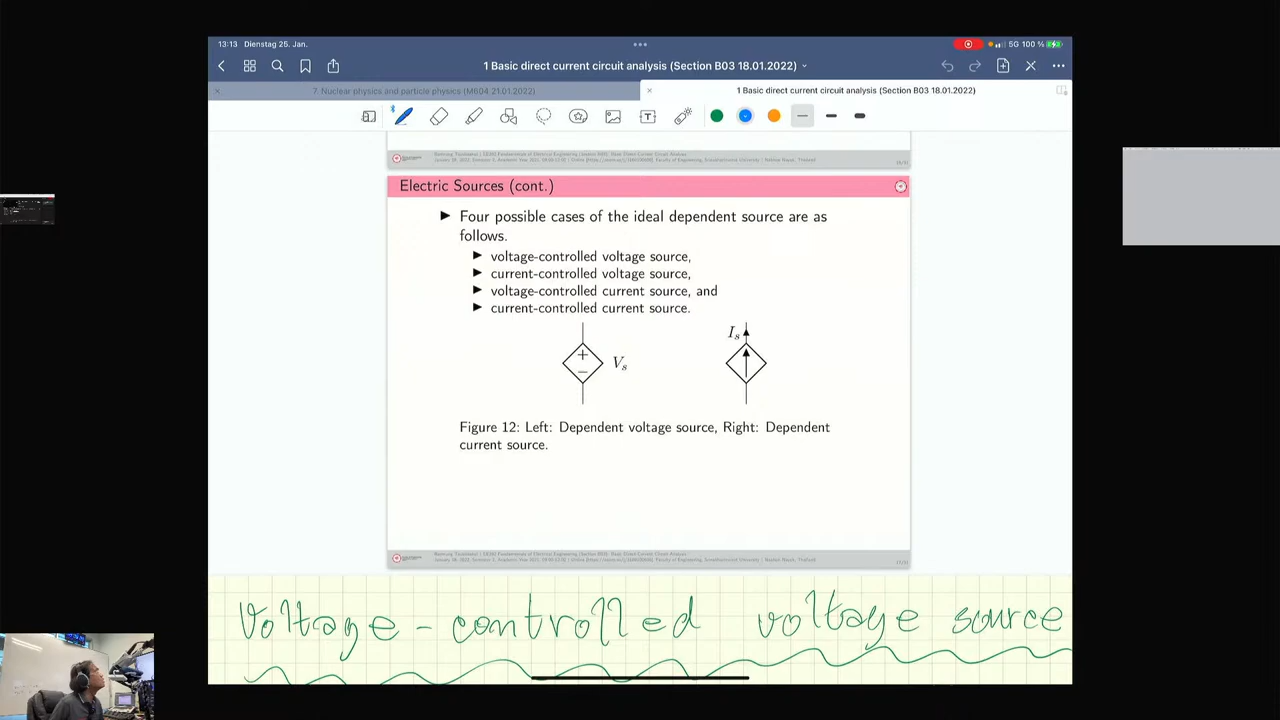 13:13 Dienstag 25. Jan.
5G 100 %
1 Basic direct current circuit analysis (Section B03 18.01.2022)
7. Nuclear physics and particle physics (M604 21.01.2022)
1 Basic direct current circuit analysis (Section B03 18.01.2022)
T
Electric Sources (cont.)
Four possible cases of the ideal dependent source are as
follows.
voltage-controlled voltage source,
current-controlled voltage source,
voltage-controlled current source, and
current-controlled current source.
+
−
Vs
Is
Figure 12: Left: Dependent voltage source, Right: Dependent
current source.
Voltage-controlled voltage source